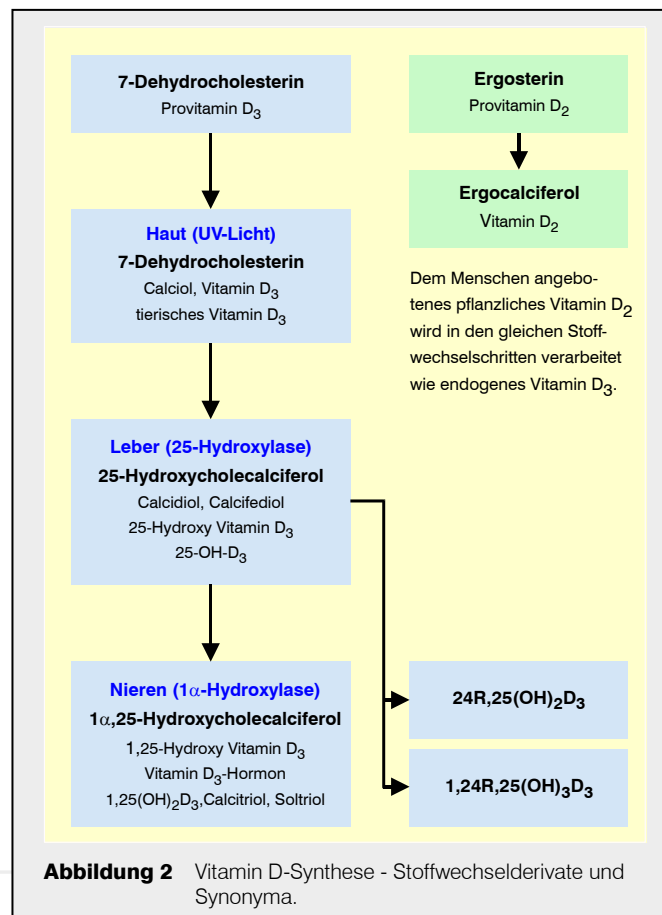 7-Dehydrocholesterin
Provitamin D₃
Haut (UV-Licht)
7-Dehydrocholesterin
Calciol, Vitamin D₃
tierisches Vitamin D₃
Leber (25-Hydroxylase)
25-Hydroxycholecalciferol
Calcidiol, Calcifediol
25-Hydroxy Vitamin D₃
25-OH-D₃
Nieren (1α-Hydroxylase)
1α,25-Hydroxycholecalciferol
1,25-Hydroxy Vitamin D₃
Vitamin D₃-Hormon
1,25(OH)₂D₃,Calcitriol, Soltriol
Ergosterin
Provitamin D₂
Ergocalciferol
Vitamin D₂
Dem Menschen angebo-
tenes pflanzliches Vitamin D₂
wird in den gleichen Stoff-
wechselschritten verarbeitet
wie endogenes Vitamin D₃.
24R,25(OH)₂D₃
1,24R,25(OH)₃D₃
Abbildung 2 Vitamin D-Synthese - Stoffwechselderivate und
Synonyma.